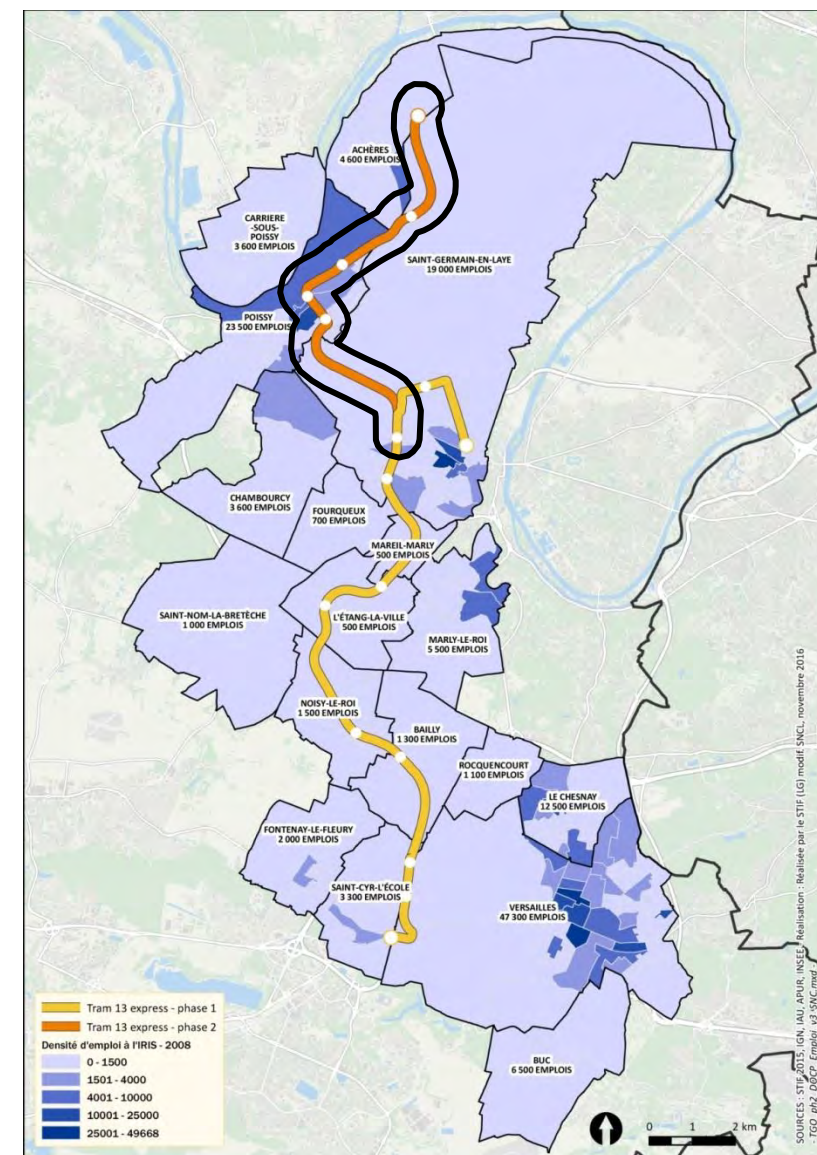 ACHÈRES
4 600 EMPLOIS
CARRIERE
-SOUS-
POISSY
3 600 EMPLOIS
SAINT-GERMAIN-EN-LAYE
19 000 EMPLOIS
POISSY
23 500 EMPLOIS
CHAMBOURCY
3 600 EMPLOIS
FOURQUEUX
700 EMPLOIS
MAREIL-MARLY
500 EMPLOIS
SAINT-NOM-LA-BRETÈCHE
1 000 EMPLOIS
L'ÉTANG-LA-VILLE
500 EMPLOIS
MARLY-LE-ROI
5 500 EMPLOIS
NOISY-LE-ROI
1 500 EMPLOIS
BAILLY
1 300 EMPLOIS
ROCQUENCOURT
1 100 EMPLOIS
LE CHESNAY
12 500 EMPLOIS
FONTENAY-LE-FLEURY
2 000 EMPLOIS
SAINT-CYR-L'ÉCOLE
3 300 EMPLOIS
VERSAILLES
47 300 EMPLOIS
BUC
6 500 EMPLOIS
Tram 13 express - phase 1
Tram 13 express - phase 2
Densité d'emploi à l'IRIS - 2008
0 - 1500
1501 - 4000
4001 - 10000
10001 - 25000
25001 - 49668
0 1 2 km
SOURCES : STIF 2015, IGN, IAU, APUR, INSEE - Réalisation : Réalisée par le STIF (LG) modif. SNCL, novembre 2016
- TGO_ph2_DOCP_Emploi_v3_SNC.mxd -